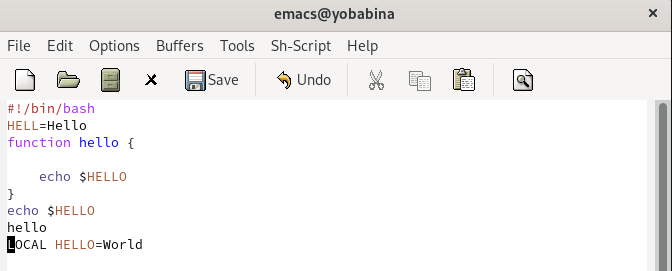 emacs@yobabina
File Edit Options Buffers Tools Sh-Script Help
Save Undo
#!/bin/bash
HELL=Hello
function hello {
echo $HELLO
}
echo $HELLO
hello
LOCAL HELLO=World